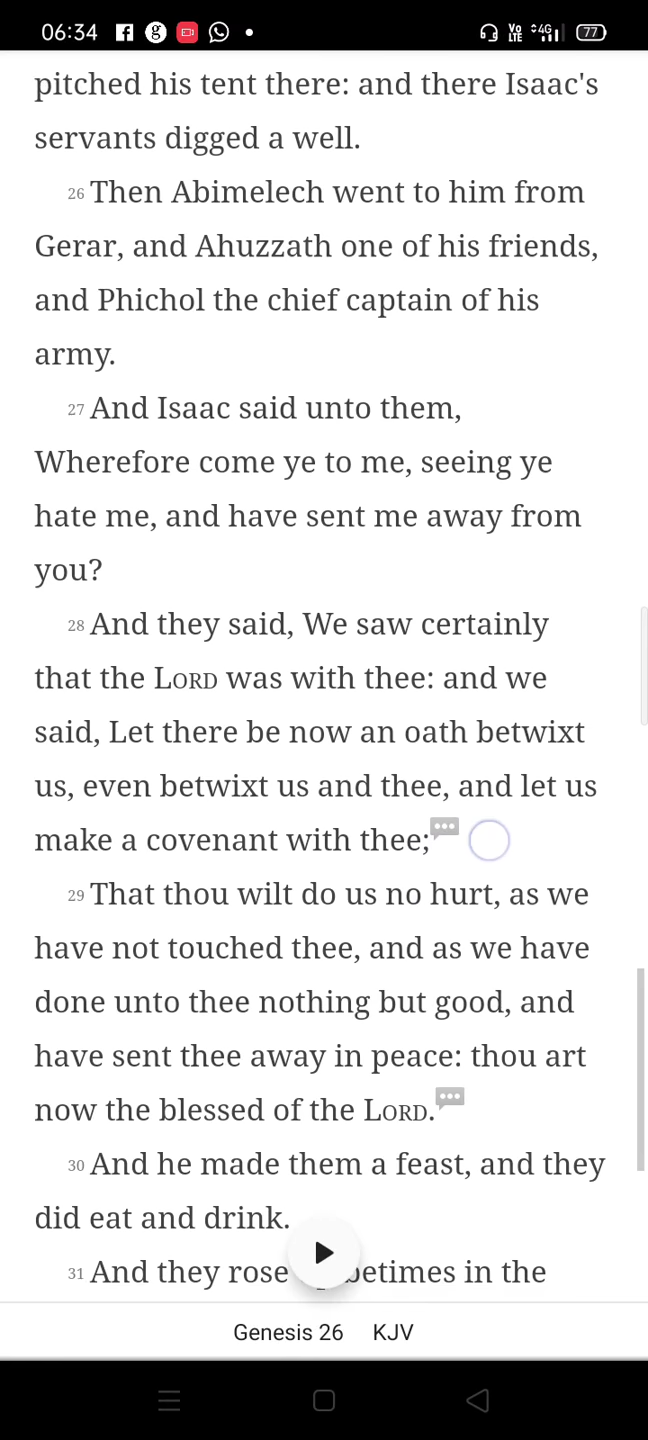 06:34 Vo LTE 4G 77
pitched his tent there: and there Isaac's
servants digged a well.
26 Then Abimelech went to him from
Gerar, and Ahuzzath one of his friends,
and Phichol the chief captain of his
army.
27 And Isaac said unto them,
Wherefore come ye to me, seeing ye
hate me, and have sent me away from
you?
28 And they said, We saw certainly
that the LORD was with thee: and we
said, Let there be now an oath betwixt
us, even betwixt us and thee, and let us
make a covenant with thee;
29 That thou wilt do us no hurt, as we
have not touched thee, and as we have
done unto thee nothing but good, and
have sent thee away in peace: thou art
now the blessed of the LORD.
30 And he made them a feast, and they
did eat and drink.
31 And they rose betimes in the
Genesis 26 KJV